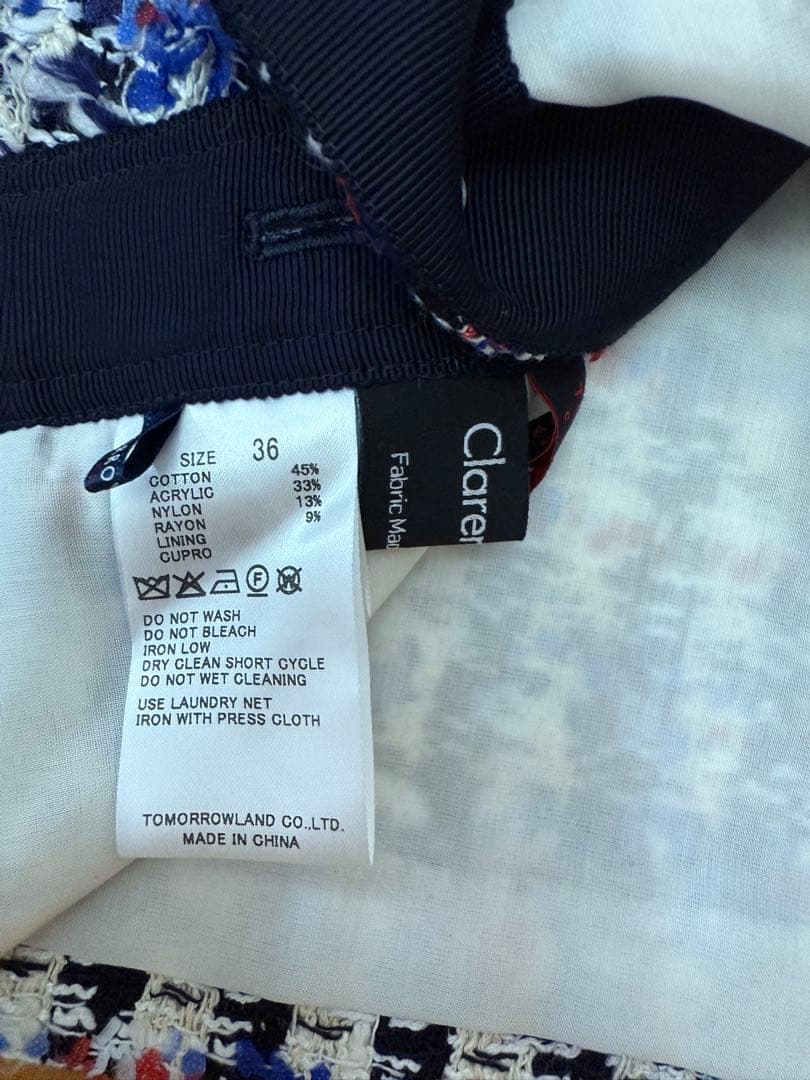 SIZE 36
COTTON 45%
ACRYLIC 33%
NYLON 13%
RAYON 9%
LINING
CUPRO
DO NOT WASH
DO NOT BLEACH
IRON LOW
DRY CLEAN SHORT CYCLE
DO NOT WET CLEANING
USE LAUNDRY NET
IRON WITH PRESS CLOTH
TOMORROWLAND CO.,LTD.
MADE IN CHINA
Fabric